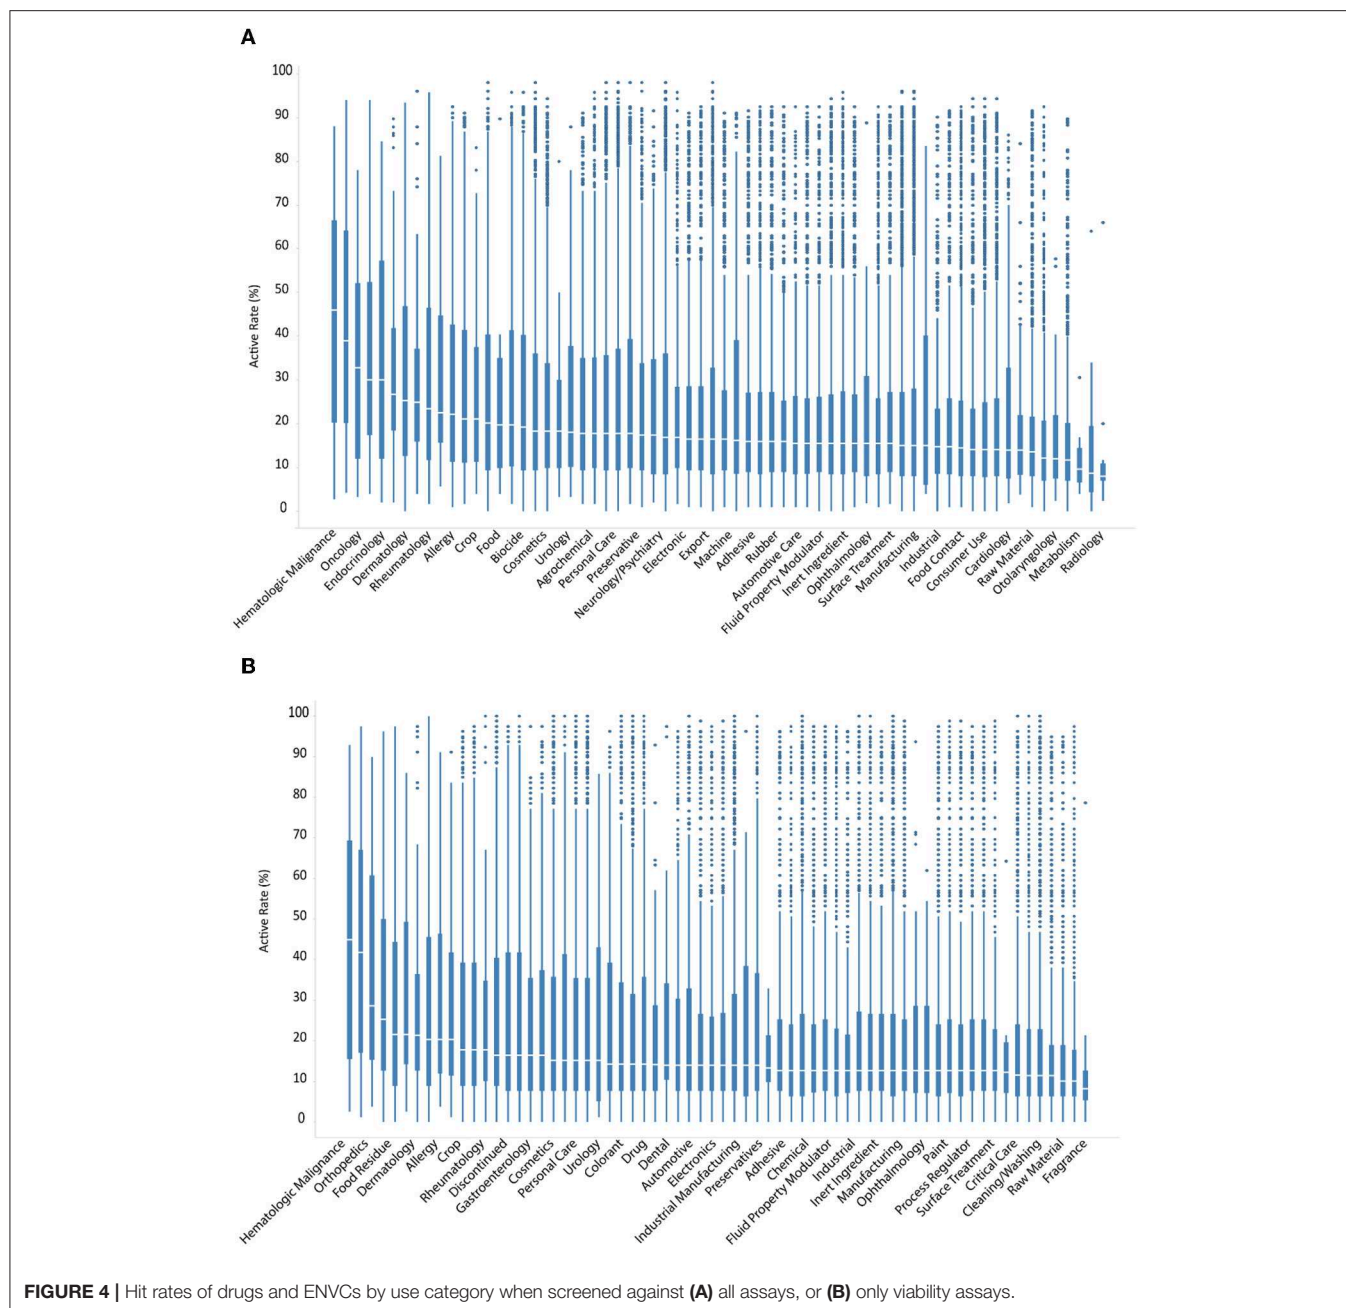 A
100
90
80
70
60
50
40
30
20
10
0
Active Rate (%)
Hematologic Malignance
Oncology
Endocrinology
Dermatology
Rheumatology
Allergy
Crop
Food
Biocide
Cosmetics
Urology
Agrochemical
Personal Care
Preservative
Neurology/Psychiatry
Electronic
Export
Machine
Adhesive
Rubber
Automotive Care
Fluid Property Modulator
Inert Ingredient
Ophthalmology
Surface Treatment
Manufacturing
Industrial
Food Contact
Consumer Use
Cardiology
Raw Material
Otolaryngology
Metabolism
Radiology
B
100
90
80
70
60
50
40
30
20
10
0
Active Rate (%)
Hematologic Malignance
Orthopedics
Food Residue
Dermatology
Allergy
Crop
Rheumatology
Discontinued
Gastroenterology
Cosmetics
Personal Care
Urology
Colorant
Drug
Dental
Automotive
Electronics
Industrial Manufacturing
Preservatives
Adhesive
Chemical
Fluid Property Modulator
Industrial
Inert Ingredient
Manufacturing
Ophthalmology
Paint
Process Regulator
Surface Treatment
Critical Care
Cleaning/Washing
Raw Material
Fragrance
FIGURE 4 | Hit rates of drugs and ENVCs by use category when screened against (A) all assays, or (B) only viability assays.